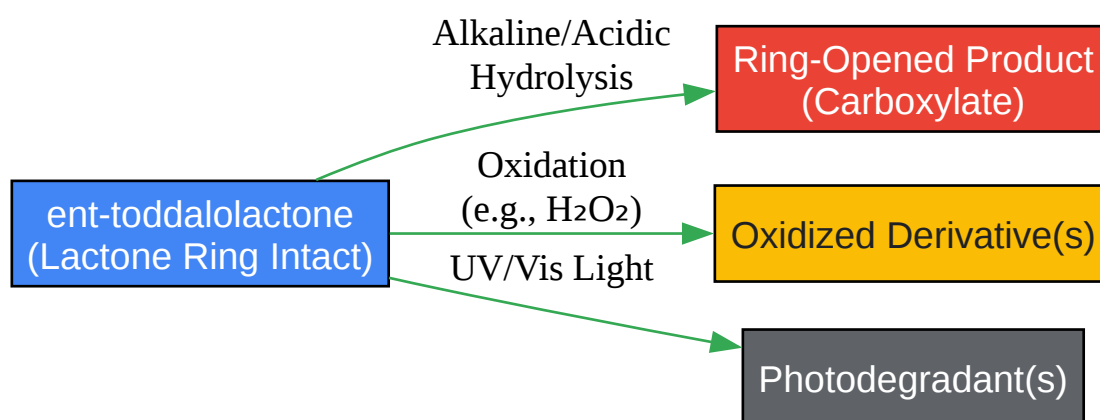 Alkaline/Acidic
Hydrolysis
Ring-Opened Product
(Carboxylate)
ent-toddalolactone
(Lactone Ring Intact)
Oxidation
(e.g., H₂O₂)
Oxidized Derivative(s)
UV/Vis Light
Photodegradant(s)